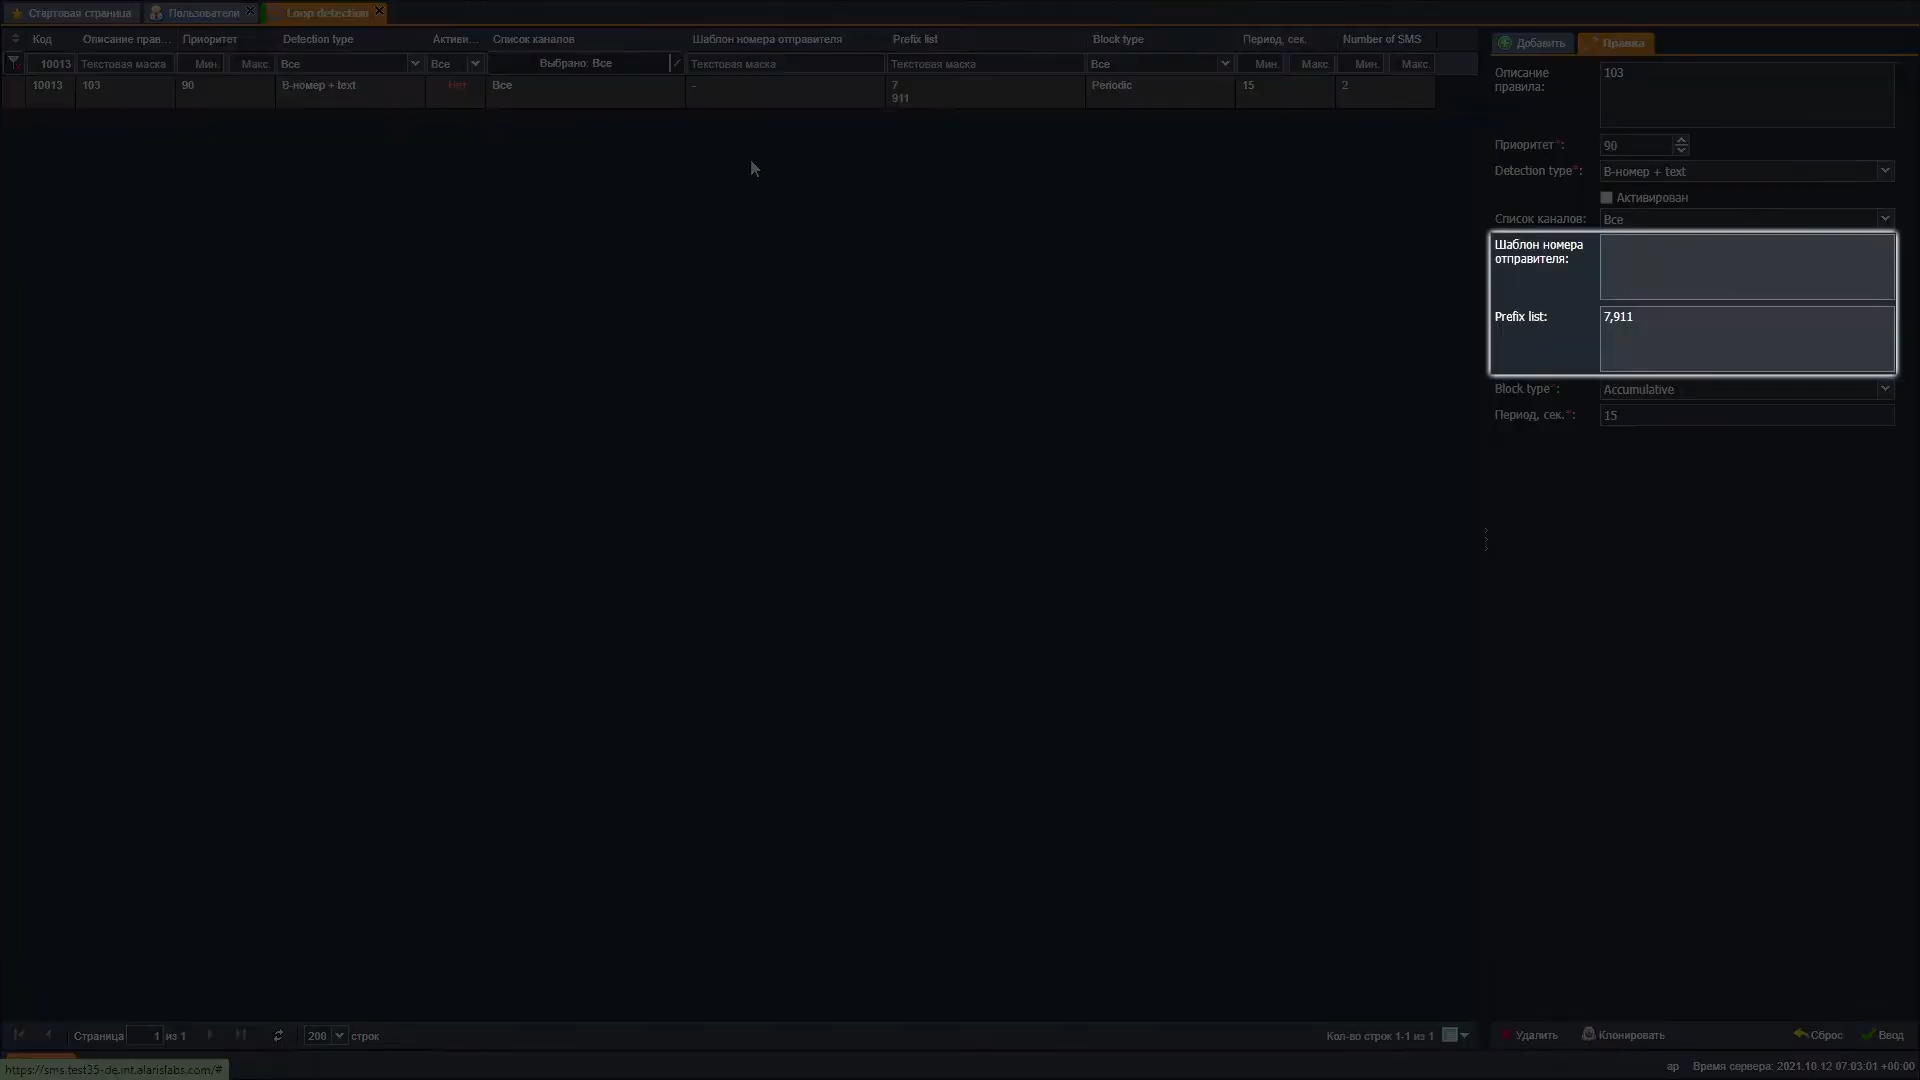 Стартовая страница
Пользователи
Loop detection
Код Описание прав... Приоритет Detection type Активи... Список каналов Шаблон номера отправителя Prefix list Block type Период, сек. Number of SMS
10013 Текстовая маска Мин. Макс. Все Все Выбрано: Все Текстовая маска Текстовая маска Все Мин. Макс. Мин. Макс.
10013 103 90 В-номер + text Нет Все - 7 Periodic 15 2
911
Добавить Правка
Описание правила: 103
Приоритет*: 90
Detection type*: В-номер + text
Активирован
Список каналов: Все
Шаблон номера
отправителя:
Prefix list: 7,911
Block type*: Accumulative
Период, сек.*: 15
Страница 1 из 1 200 строк Кол-во строк 1-1 из 1
Удалить Клонировать Сброс Ввод
https://sms.test35-de.int.alarislabs.com/#
ap Время сервера: 2021.10.12 07:03:01 +00:00